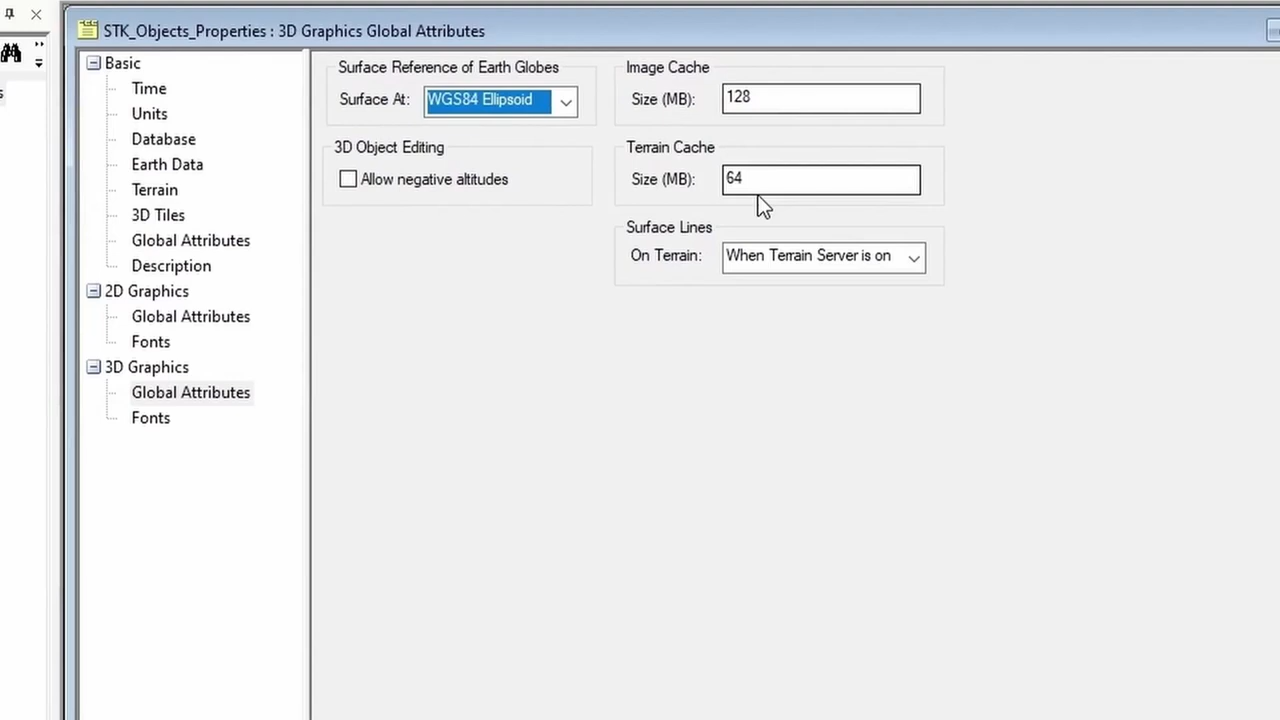 STK_Objects_Properties : 3D Graphics Global Attributes
Basic
Time
Units
Database
Earth Data
Terrain
3D Tiles
Global Attributes
Description
2D Graphics
Global Attributes
Fonts
3D Graphics
Global Attributes
Fonts
Surface Reference of Earth Globes
Surface At: WGS84 Ellipsoid
3D Object Editing
Allow negative altitudes
Image Cache
Size (MB): 128
Terrain Cache
Size (MB): 64
Surface Lines
On Terrain: When Terrain Server is on